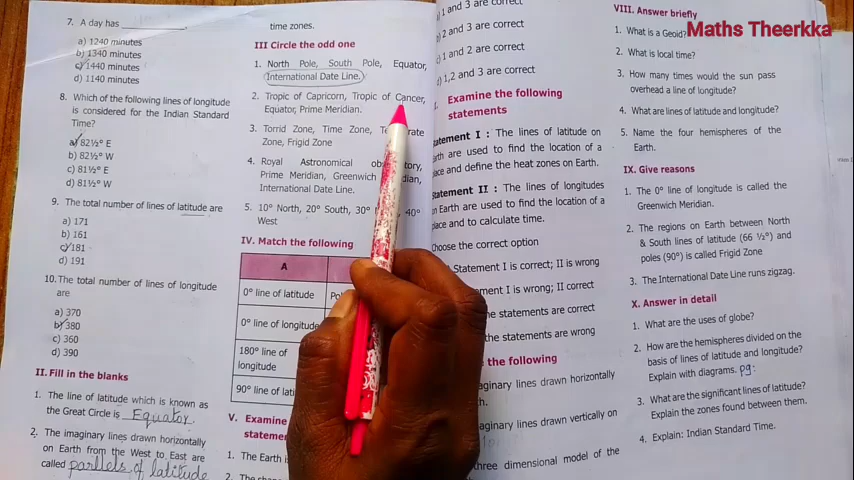 7. A day has
a) 1240 minutes
b) 1340 minutes
c) 1440 minutes
d) 1140 minutes
8. Which of the following lines of longitude
is considered for the Indian Standard
Time?
a) 82½° E
b) 82½° W
c) 81½° E
d) 81½° W
9. The total number of lines of latitude are
a) 171
b) 161
c) 181
d) 191
10. The total number of lines of longitude
are
a) 370
b) 380
c) 360
d) 390
II. Fill in the blanks
1. The line of latitude which is known as
the Great Circle is Equator.
2. The imaginary lines drawn horizontally
on Earth from the West to East are
called parllels of latitude
time zones.
III Circle the odd one
1. North Pole, South Pole, Equator,
International Date Line.
2. Tropic of Capricorn, Tropic of Cancer,
Equator, Prime Meridian.
3. Torrid Zone, Time Zone,
Zone, Frigid Zone
4. Royal Astronomical
Prime Meridian, Greenwich
International Date Line.
5. 10° North, 20° South, 30° 40°
West
IV. Match the following
A
0° line of latitude
0° line of longitude
180° line of
longitude
90° line of
V. Examine
1. The Earth
2. The
a) 1 and 3 are correct
2 and 3 are correct
1 and 2 are correct
d) 1,2 and 3 are correct
Examine the following
statements
Statement I : The lines of latitude on
Earth are used to find the location of a
place and define the heat zones on Earth.
Statement II : The lines of longitudes
on Earth are used to find the location of a
place and to calculate time.
Choose the correct option
Statement I is correct; II is wrong
I is wrong; II correct
statements are correct
the statements are wrong
the following
lines drawn horizontally
lines drawn vertically on
three dimensional model of the
VIII. Answer briefly
Maths Theerkka
1. What is a Geoid?
2. What is local time?
3. How many times would the sun pass
overhead a line of longitude?
4. What are lines of latitude and longitude?
5. Name the four hemispheres of the
Earth.
IX. Give reasons
1. The 0° line of longitude is called the
Greenwich Meridian.
2. The regions on Earth between North
& South lines of latitude (66 ½°) and
poles (90°) is called Frigid Zone
3. The International Date Line runs zigzag.
X. Answer in detail
1. What are the uses of globe?
2. How are the hemispheres divided on the
basis of lines of latitude and longitude?
Explain with diagrams. pg:
3. What are the significant lines of latitude?
Explain the zones found between them.
4. Explain: Indian Standard Time.